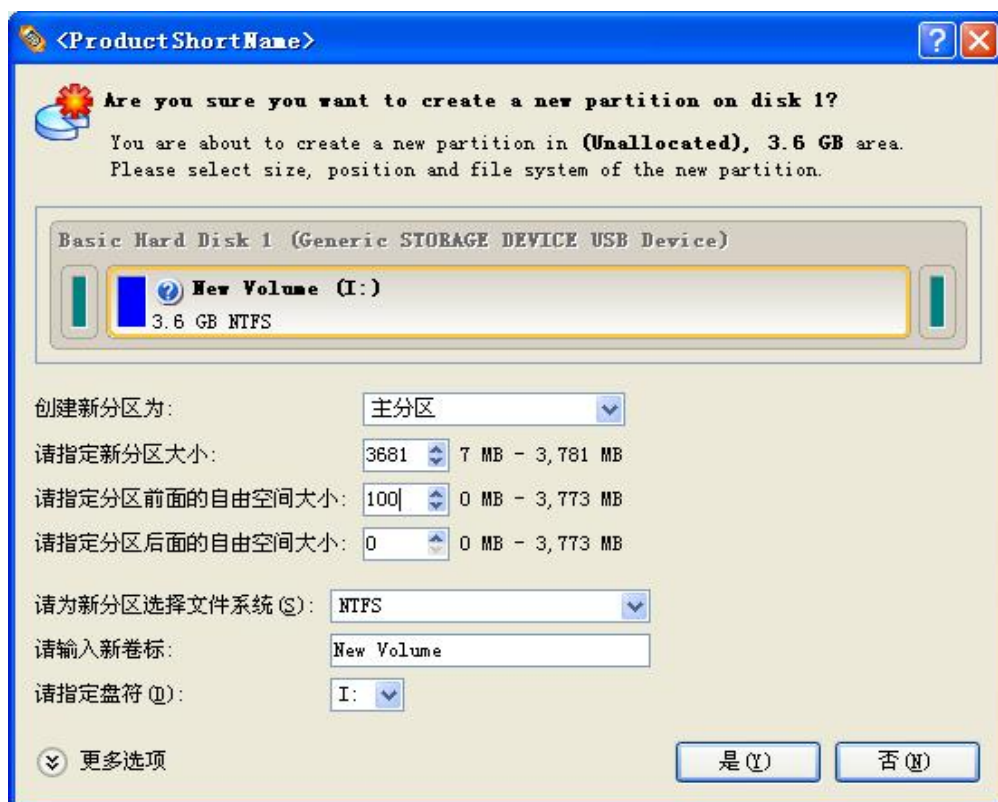 <ProductShortName>
Are you sure you want to create a new partition on disk 1?
You are about to create a new partition in (Unallocated), 3.6 GB area.
Please select size, position and file system of the new partition.
Basic Hard Disk 1 (Generic STORAGE DEVICE USB Device)
New Volume (I:)
3.6 GB NTFS
创建新分区为: 主分区
请指定新分区大小: 3681 7 MB - 3,781 MB
请指定分区前面的自由空间大小: 100 0 MB - 3,773 MB
请指定分区后面的自由空间大小: 0 0 MB - 3,773 MB
请为新分区选择文件系统(S): NTFS
请输入新卷标: New Volume
请指定盘符(D): I:
更多选项 是(Y) 否(N)